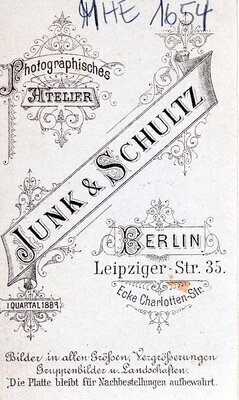 MHE 1654
Photographisches
ATELIER
JUNK & SCHULTZ
BERLIN
Leipziger-Str. 35.
Ecke Charlotten-Str.
I QUARTAL 1889.
Bilder in allen Größen, Vergrößerungen
Gruppenbilder u. Landschaften.
Die Platte bleibt für Nachbestellungen aufbewahrt.